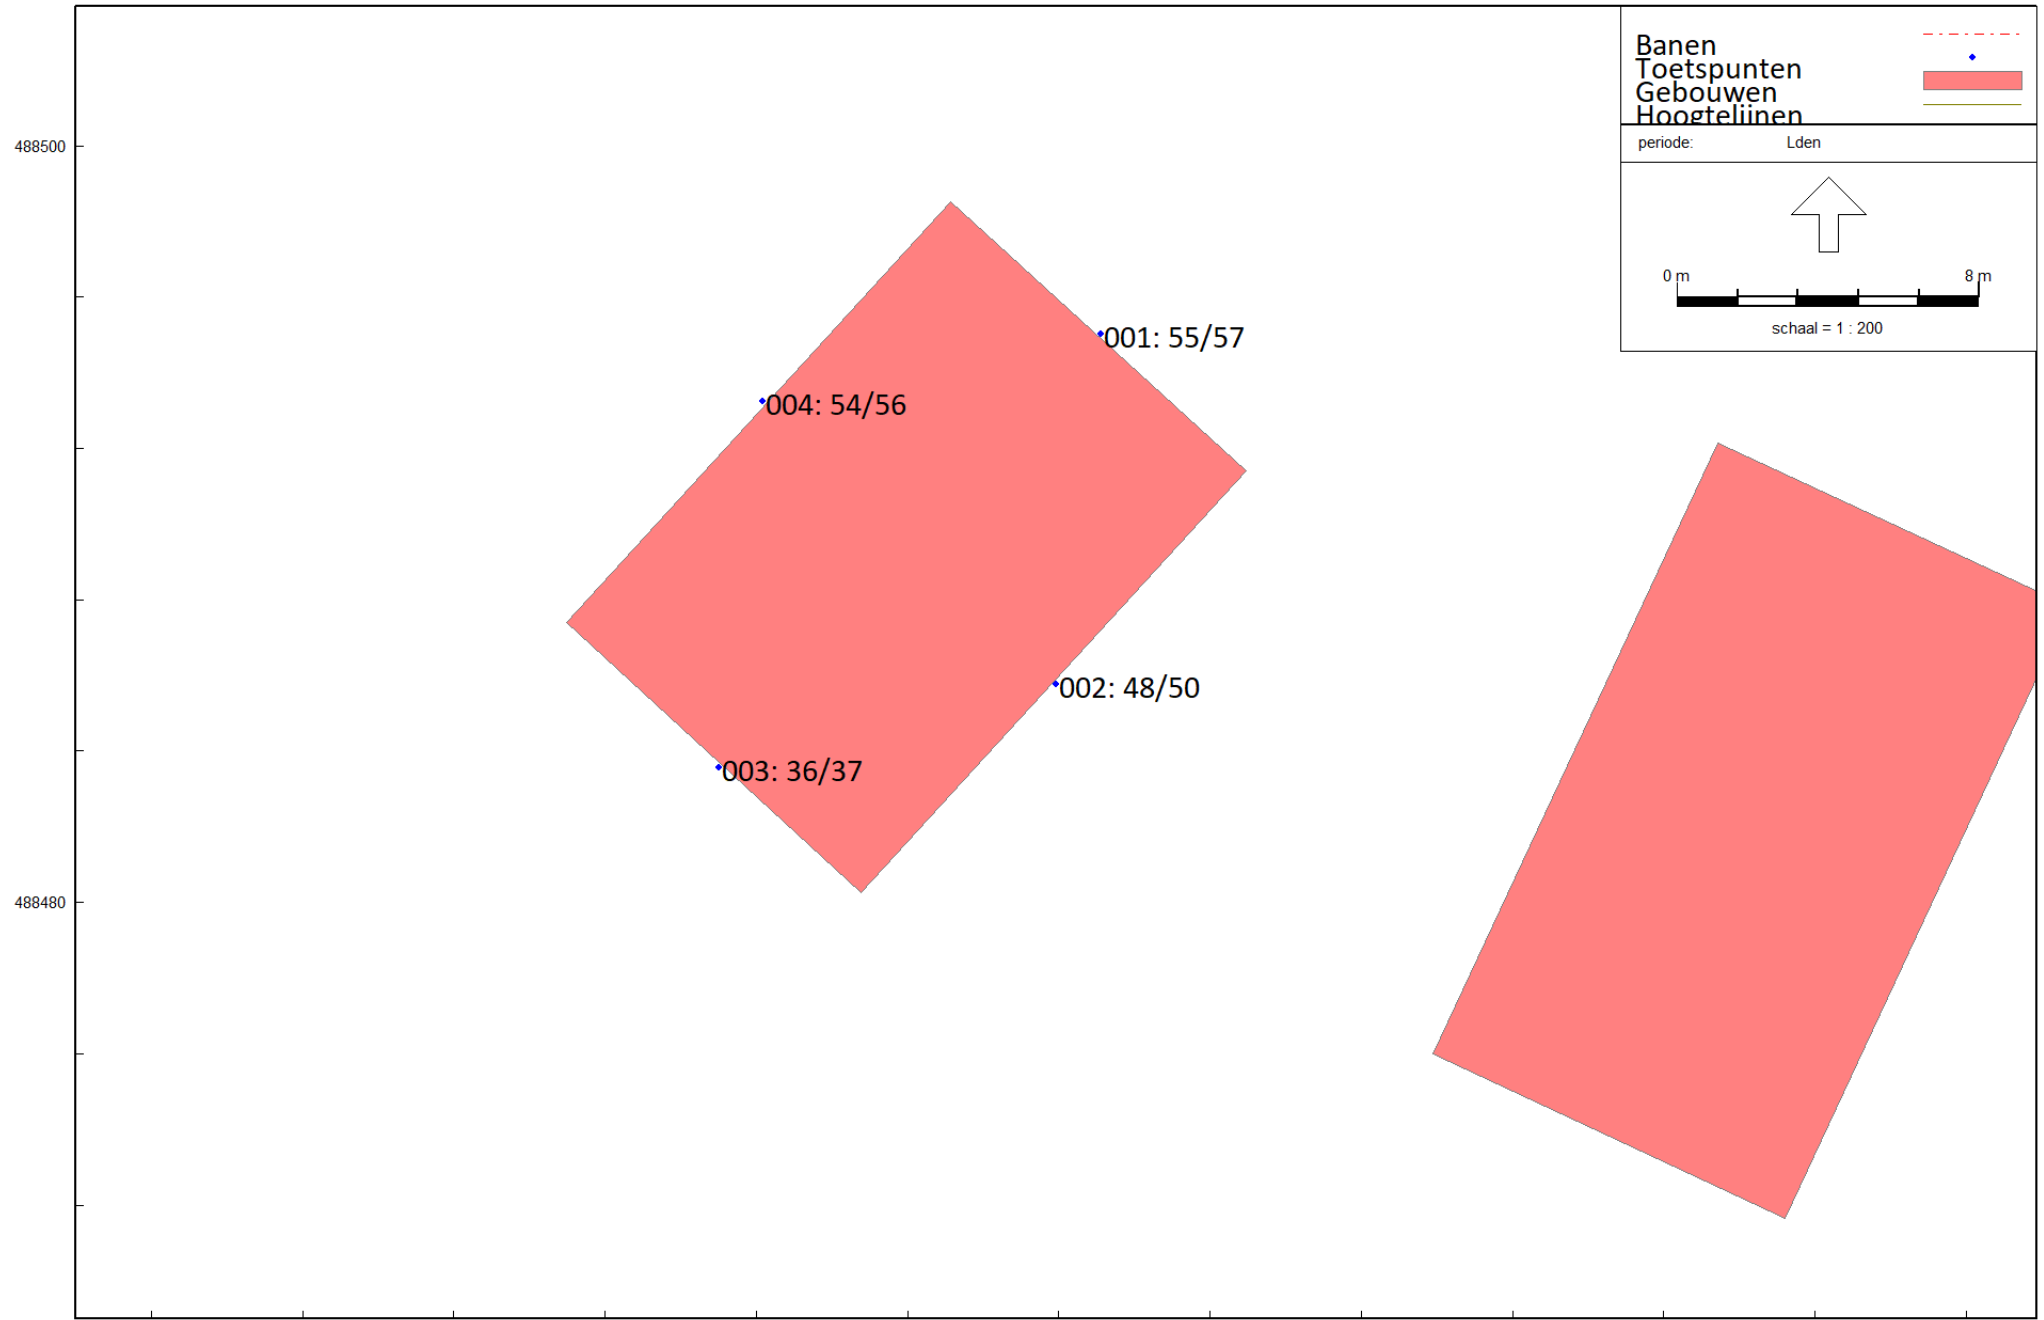 Banen
Toetspunten
Gebouwen
Hoogtelijnen
periode: Lden
0 m 8 m
schaal = 1 : 200
488500
001: 55/57
004: 54/56
002: 48/50
003: 36/37
488480